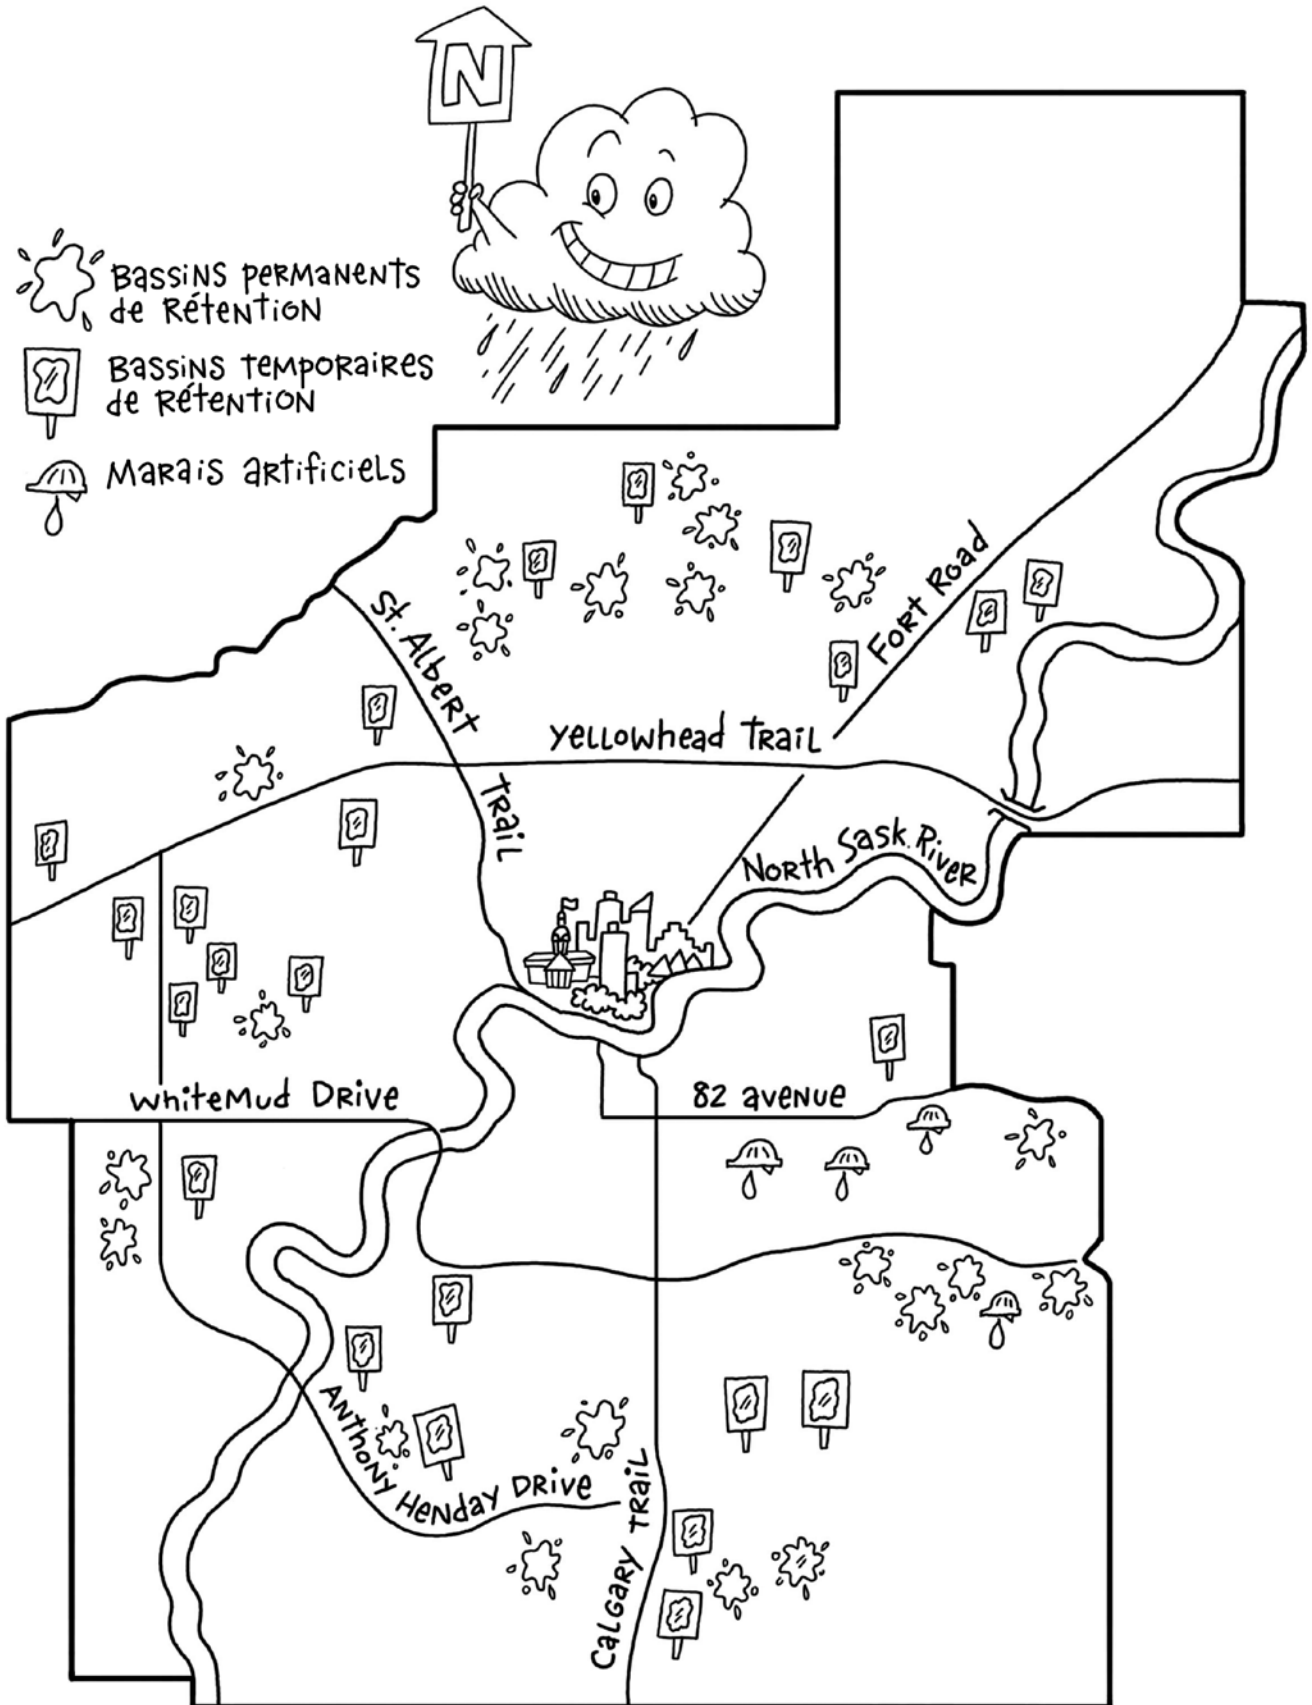 N
Bassins permanents
de rétention
Bassins temporaires
de rétention
Marais artificiels
Fort Road
St. Albert Trail
Yellowhead Trail
North Sask. River
Whitemud Drive
82 avenue
Anthony Henday Drive
Calgary Trail